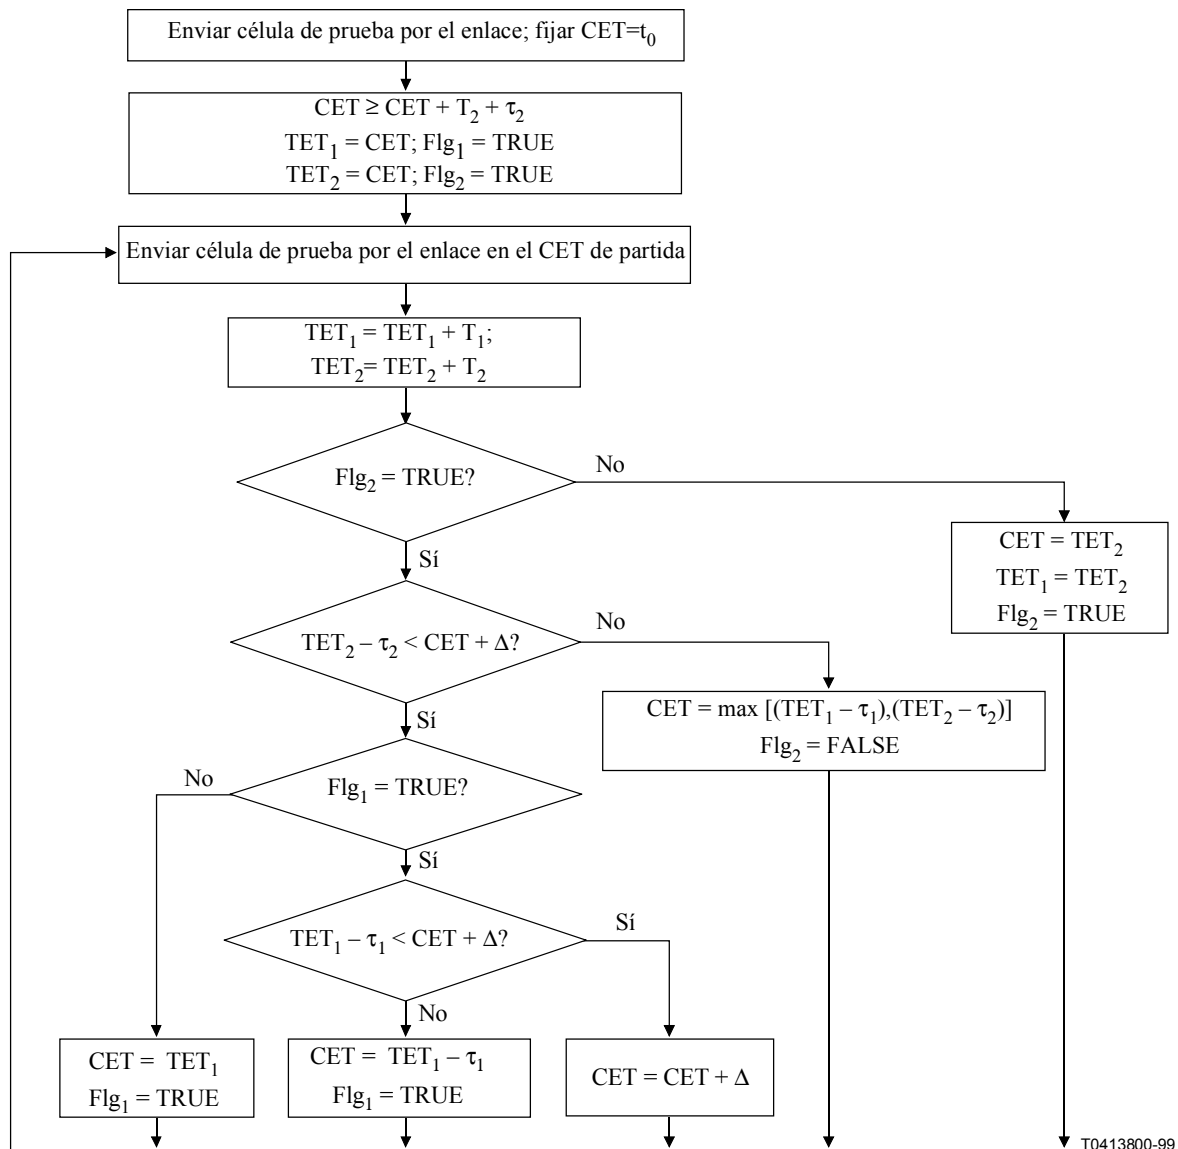 Enviar célula de prueba por el enlace; fijar CET=t0
CET ≥ CET + T2 + τ2
TET1 = CET; Flg1 = TRUE
TET2 = CET; Flg2 = TRUE
Enviar célula de prueba por el enlace en el CET de partida
TET1 = TET1 + T1;
TET2= TET2 + T2
Flg2 = TRUE?
No
Sí
CET = TET2
TET1 = TET2
Flg2 = TRUE
TET2 – τ2 < CET + Δ?
No
Sí
CET = max [(TET1 – τ1),(TET2 – τ2)]
Flg2 = FALSE
Flg1 = TRUE?
No
Sí
TET1 – τ1 < CET + Δ?
Sí
No
CET = TET1
Flg1 = TRUE
CET = TET1 – τ1
Flg1 = TRUE
CET = CET + Δ
T0413800-99